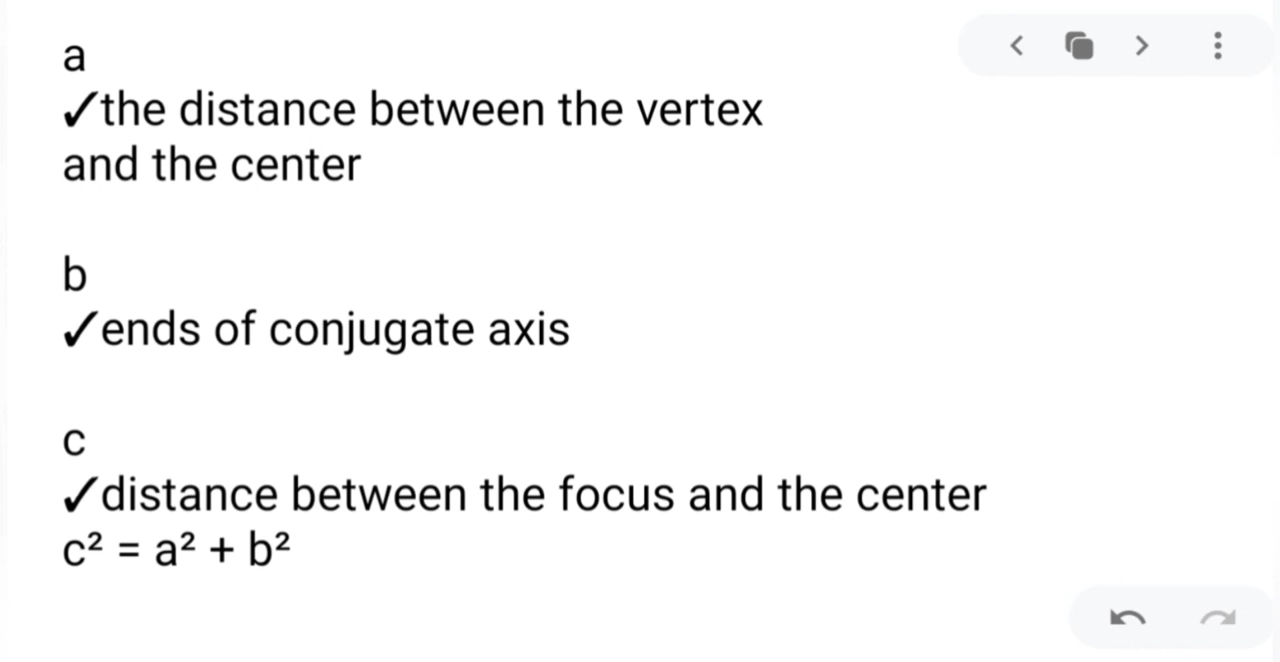 a
✓the distance between the vertex
and the center
b
✓ends of conjugate axis
c
✓distance between the focus and the center
c² = a² + b²